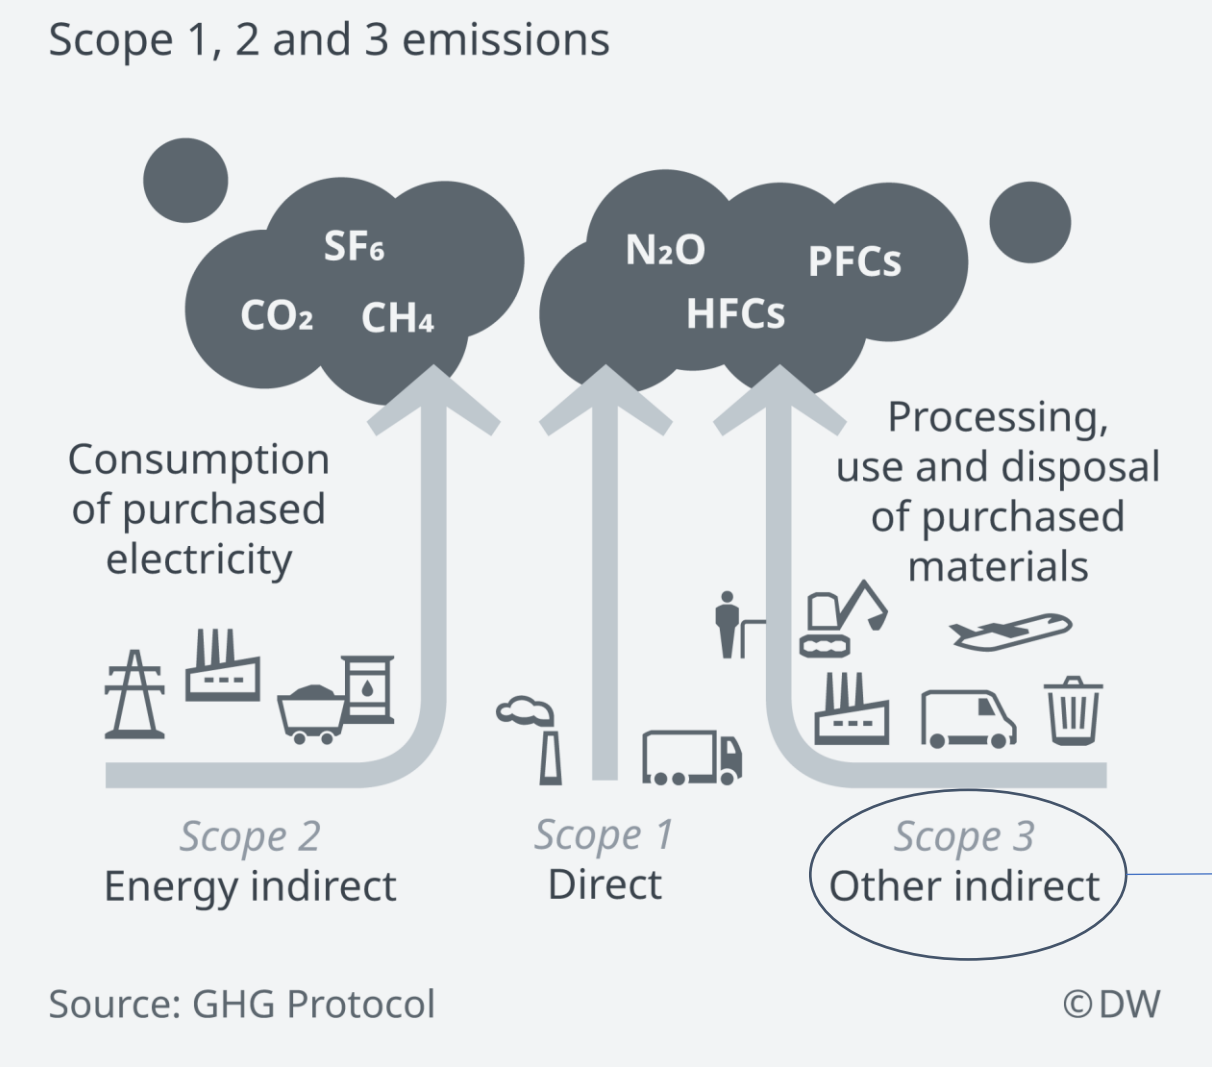 Scope 1, 2 and 3 emissions
SF₆
CO₂ CH₄
N₂O
PFCs
HFCs
Consumption
of purchased
electricity
Processing,
use and disposal
of purchased
materials
Scope 2
Energy indirect
Scope 1
Direct
Scope 3
Other indirect
Source: GHG Protocol
©DW